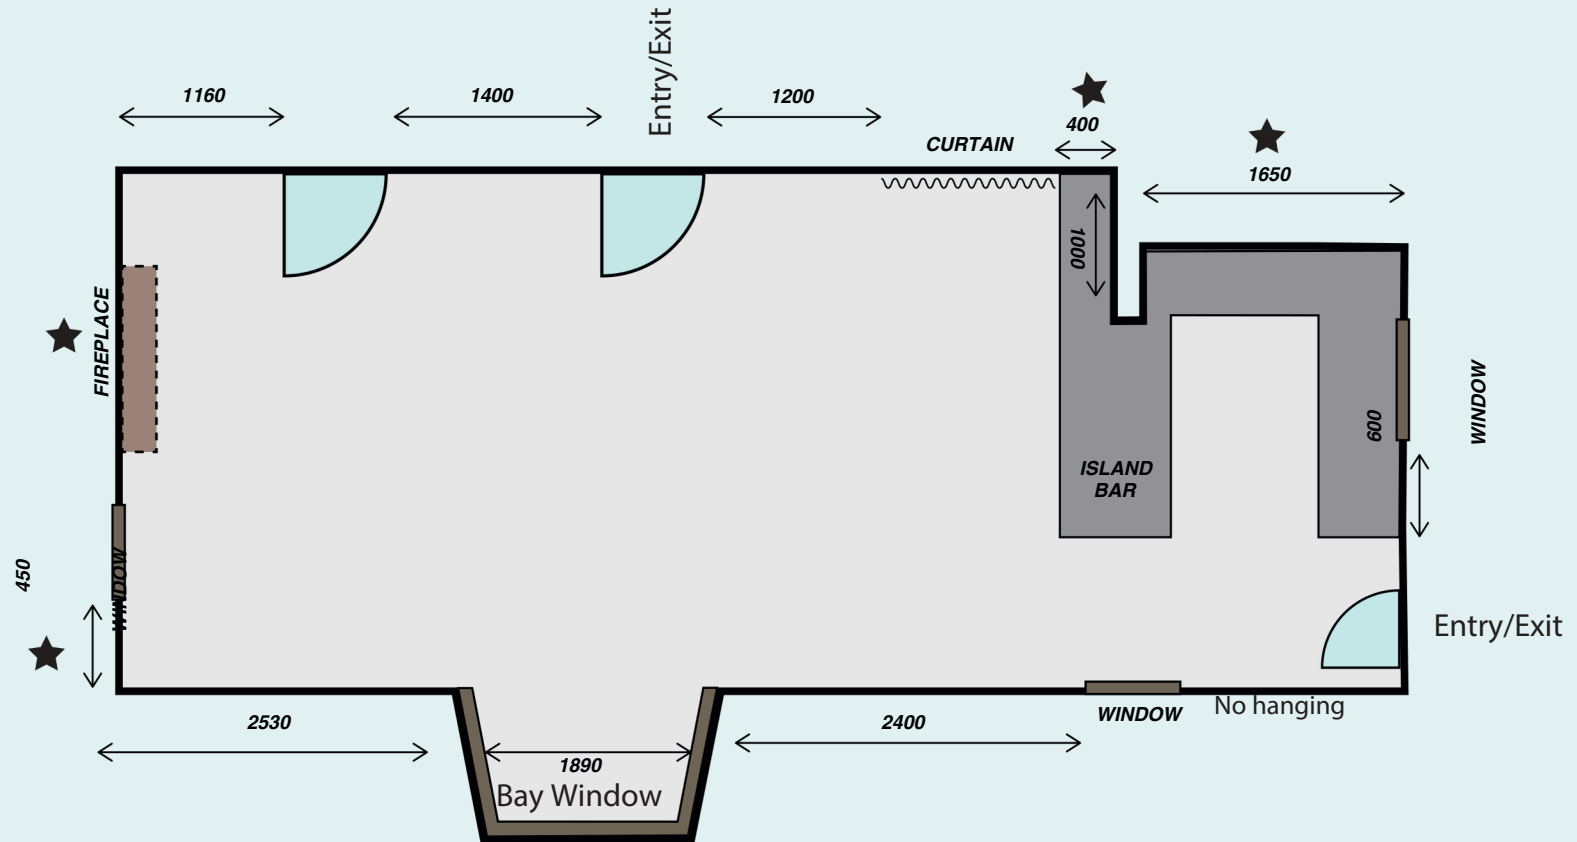 Entry/Exit
1160
1400
1200
400
CURTAIN
1650
1000
FIREPLACE
WINDOW
600
ISLAND
BAR
450
WINDOW
Entry/Exit
No hanging
WINDOW
2530
2400
1890
Bay Window